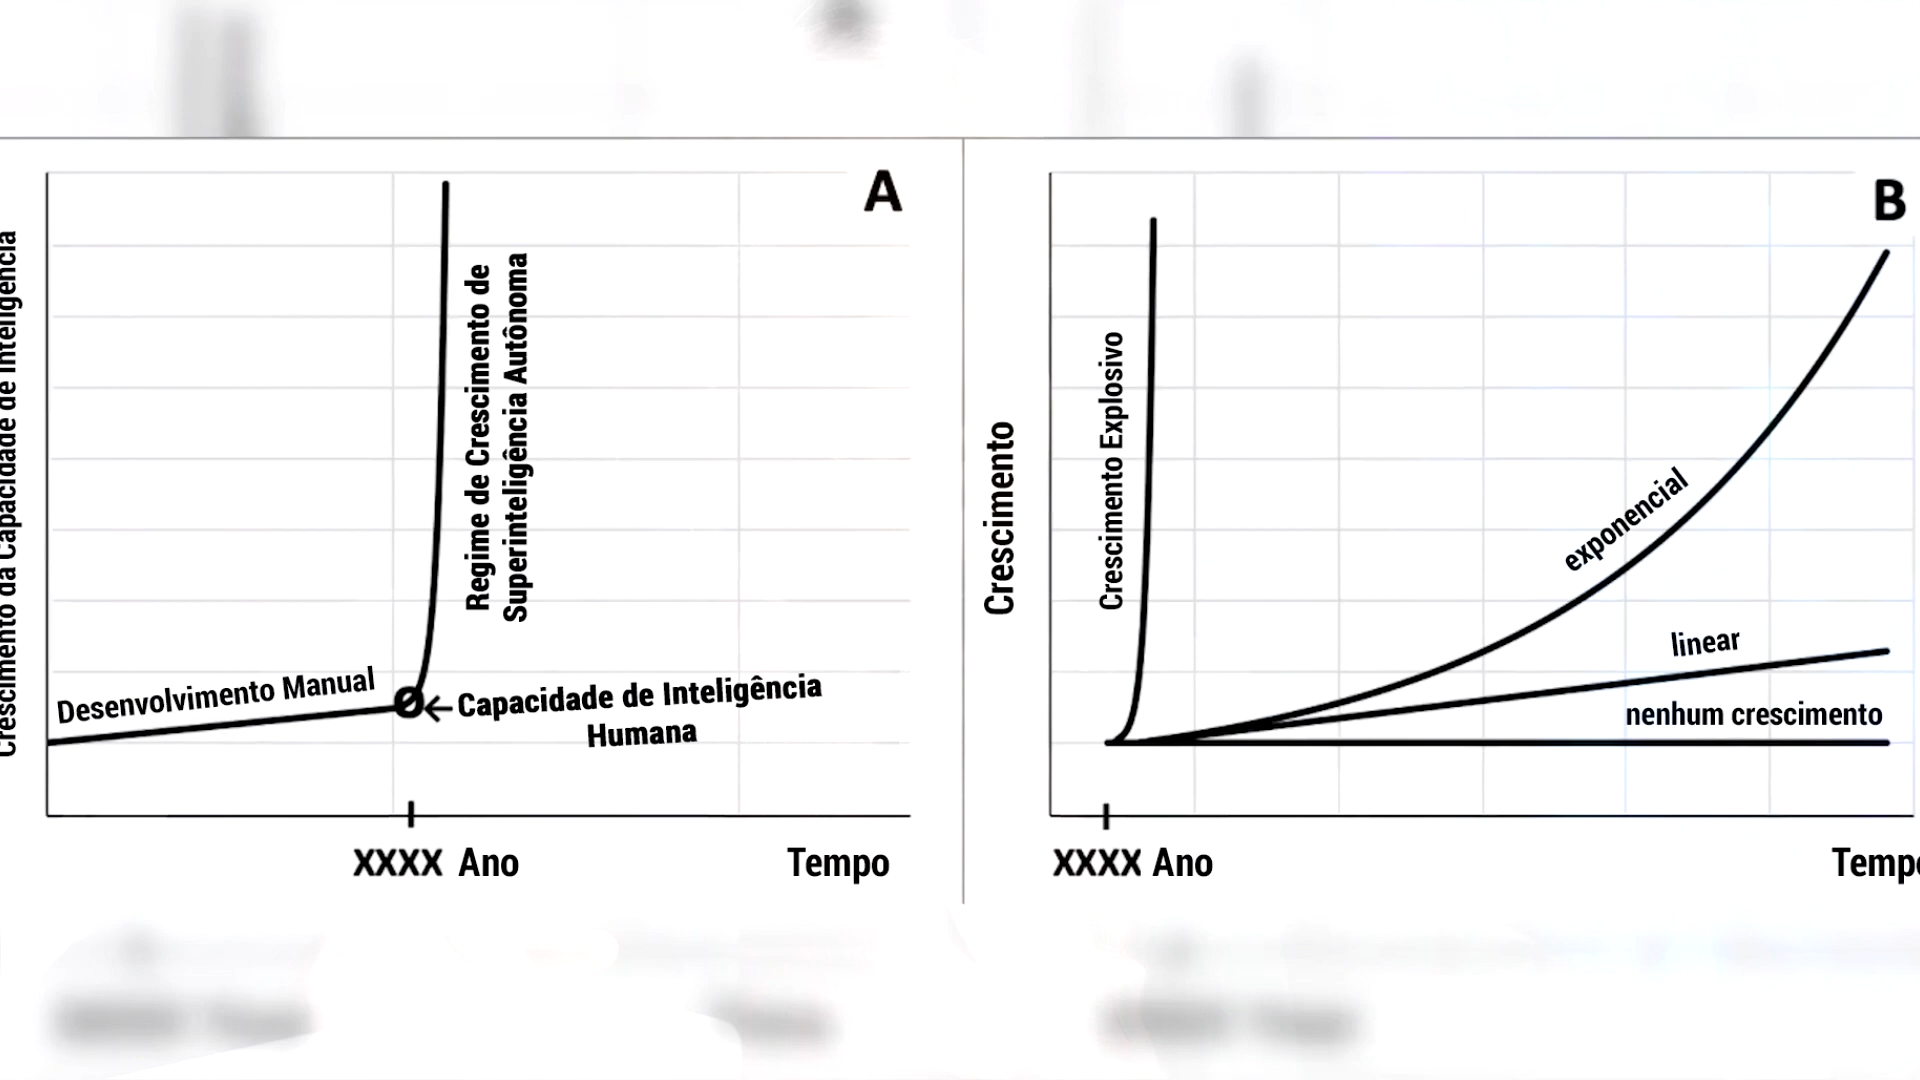 A
Crescimento da Capacidade de Inteligência
Desenvolvimento Manual
Regime de Crescimento de
Superinteligência Autônoma
Capacidade de Inteligência
Humana
XXXX Ano
Tempo
B
Crescimento
Crescimento Explosivo
exponencial
linear
nenhum crescimento
XXXX Ano
Tempo